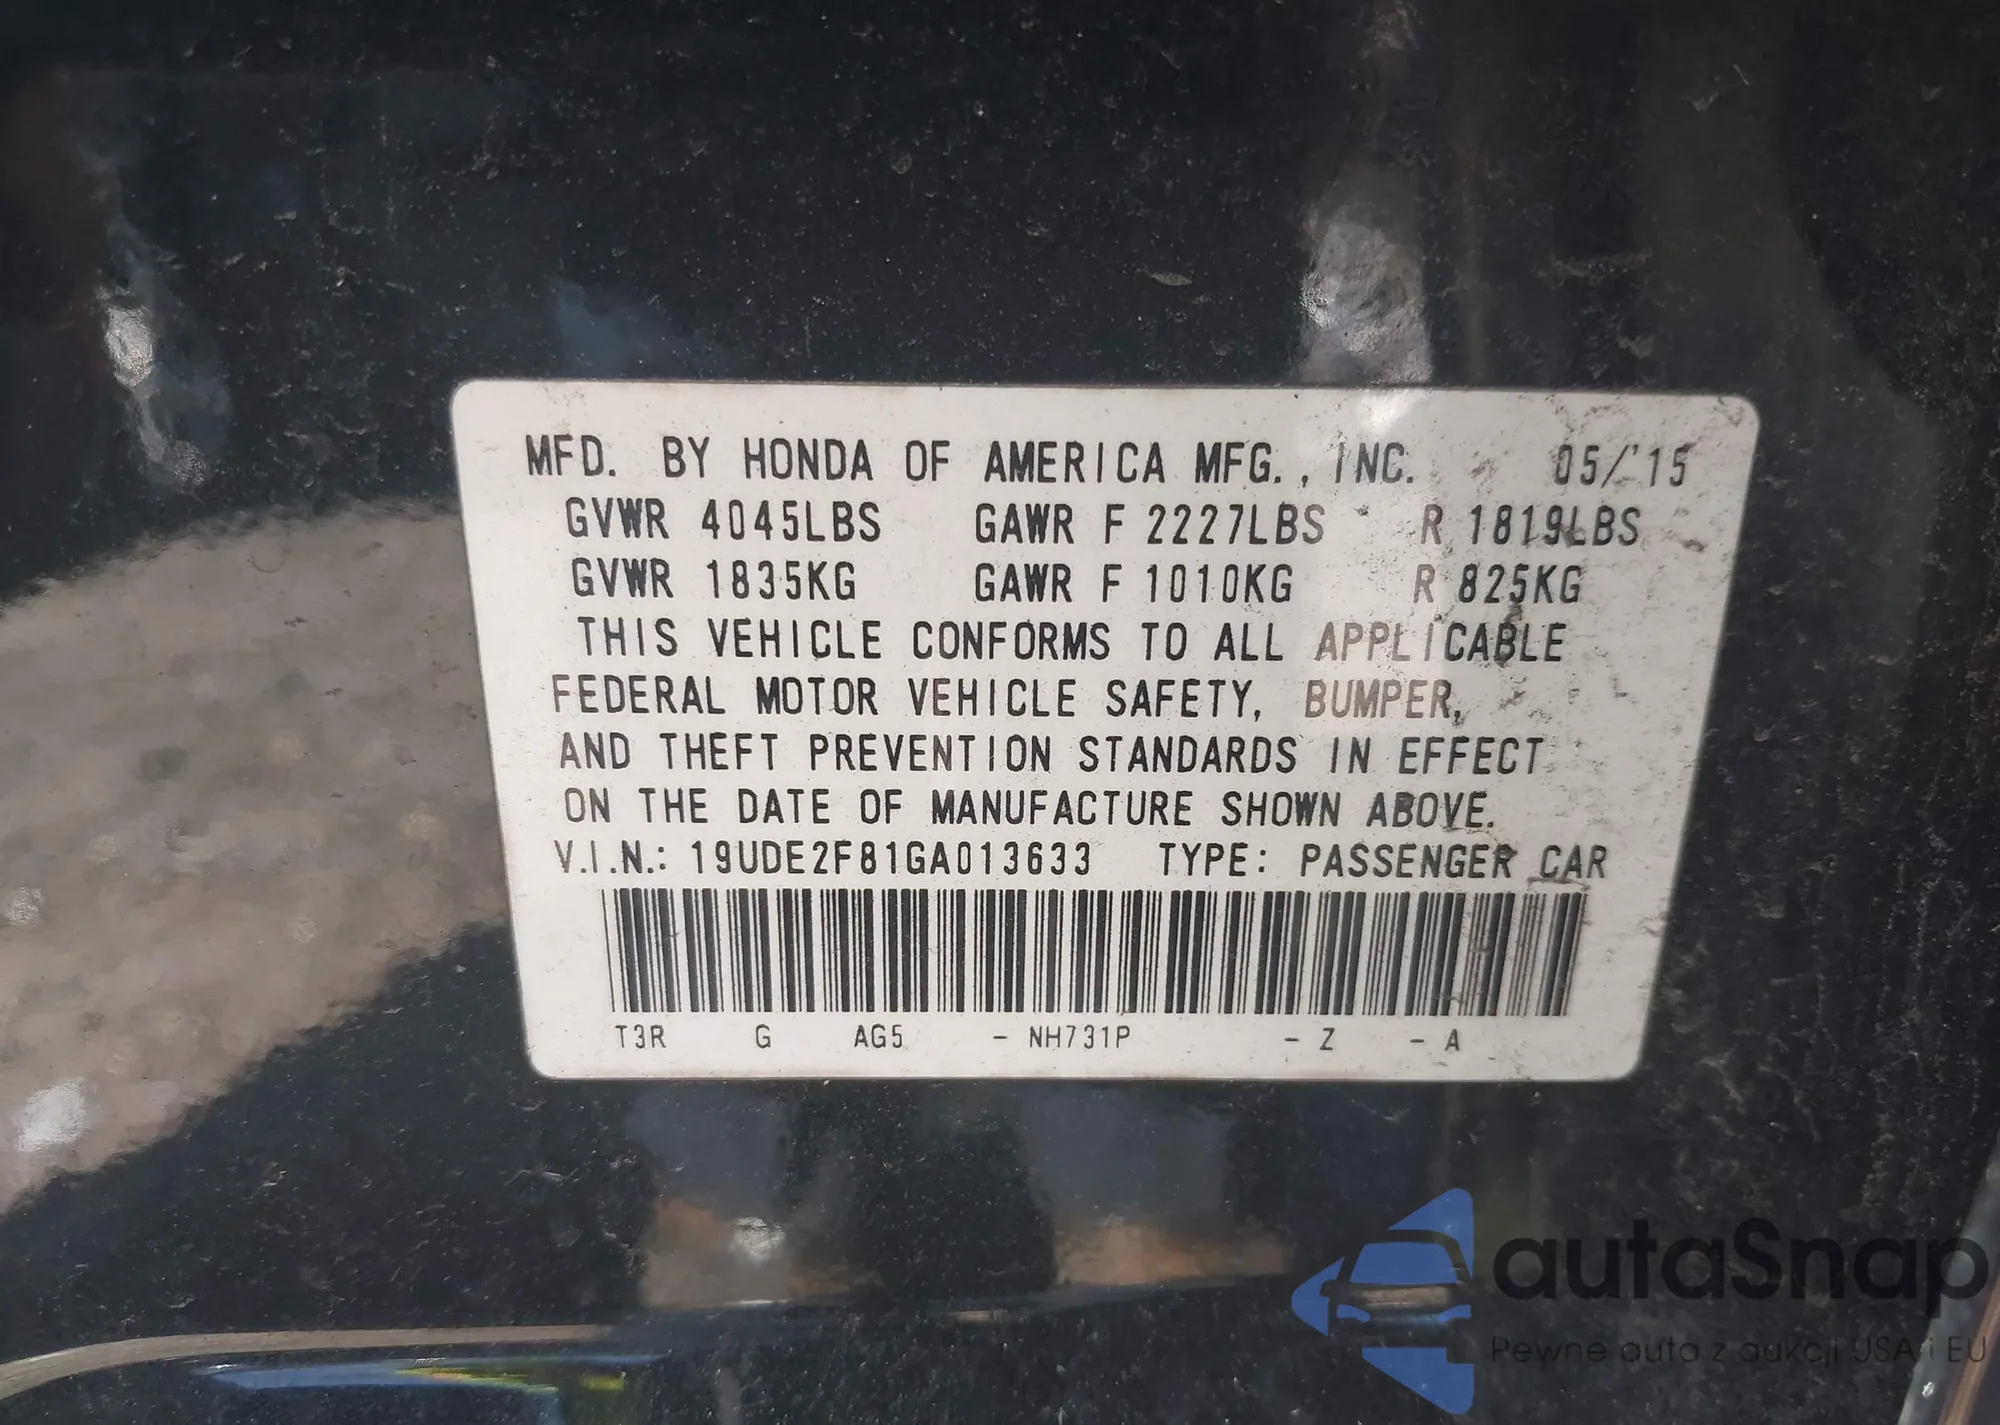 MFD. BY HONDA OF AMERICA MFG., INC. 05/'15
GVWR 4045LBS GAWR F 2227LBS R 1819LBS
GVWR 1835KG GAWR F 1010KG R 825KG
THIS VEHICLE CONFORMS TO ALL APPLICABLE
FEDERAL MOTOR VEHICLE SAFETY, BUMPER,
AND THEFT PREVENTION STANDARDS IN EFFECT
ON THE DATE OF MANUFACTURE SHOWN ABOVE.
V.I.N.: 19UDE2F81GA013633 TYPE: PASSENGER CAR
T3R G AG5 - NH731P - Z - A
autaSnap
Pewne auta z aukcji USA i EU